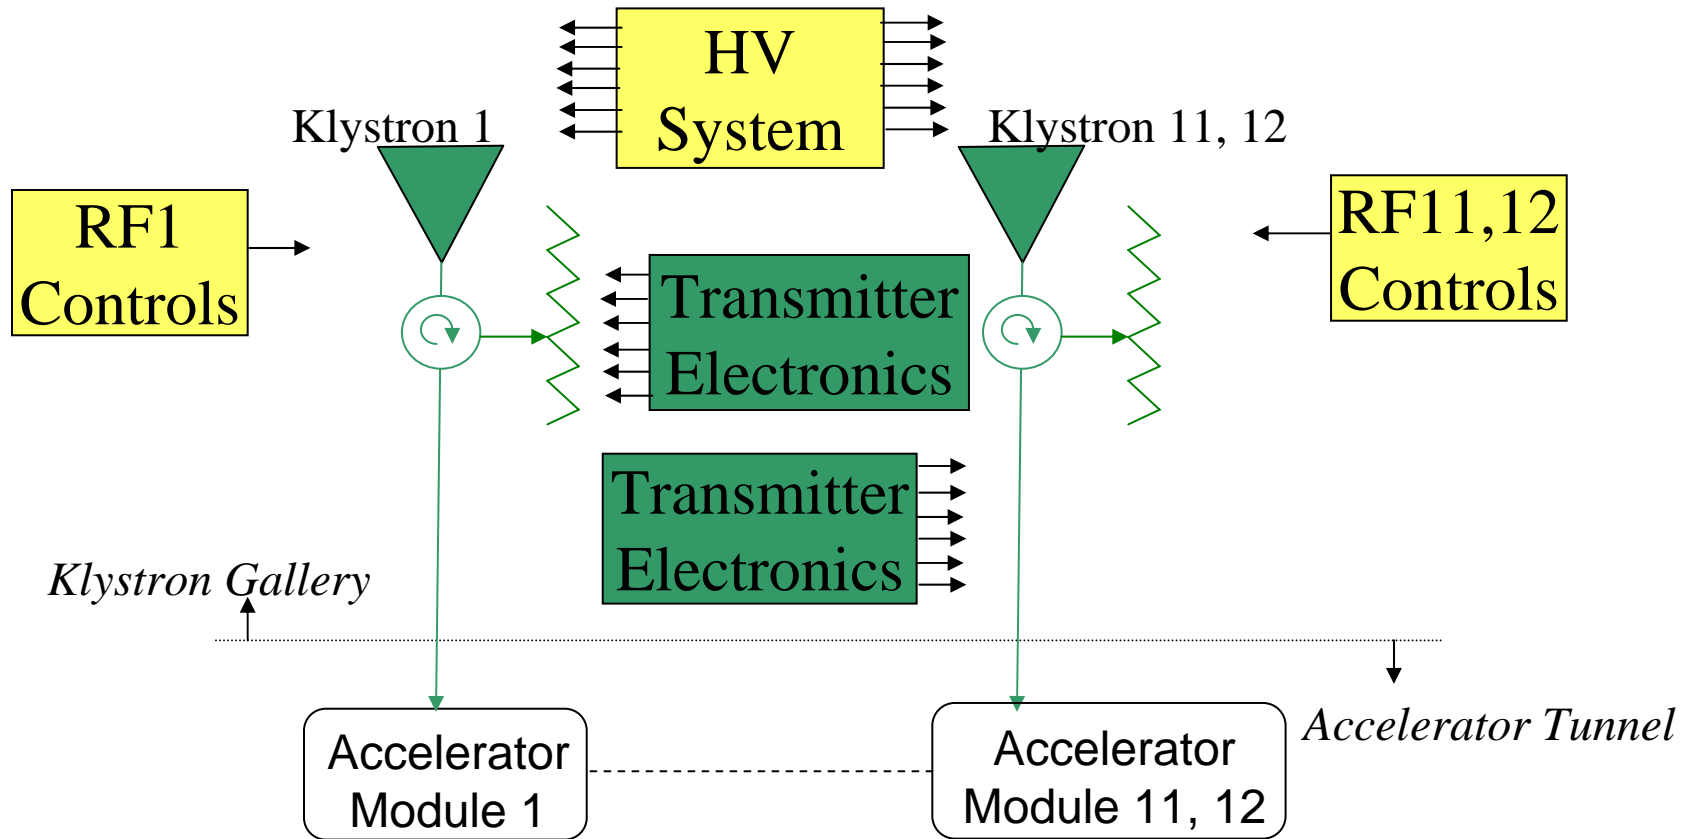 HV
System
Klystron 1
Klystron 11, 12
RF1
Controls
RF11,12
Controls
Transmitter
Electronics
Transmitter
Electronics
Klystron Gallery
Accelerator Tunnel
Accelerator
Module 1
Accelerator
Module 11, 12